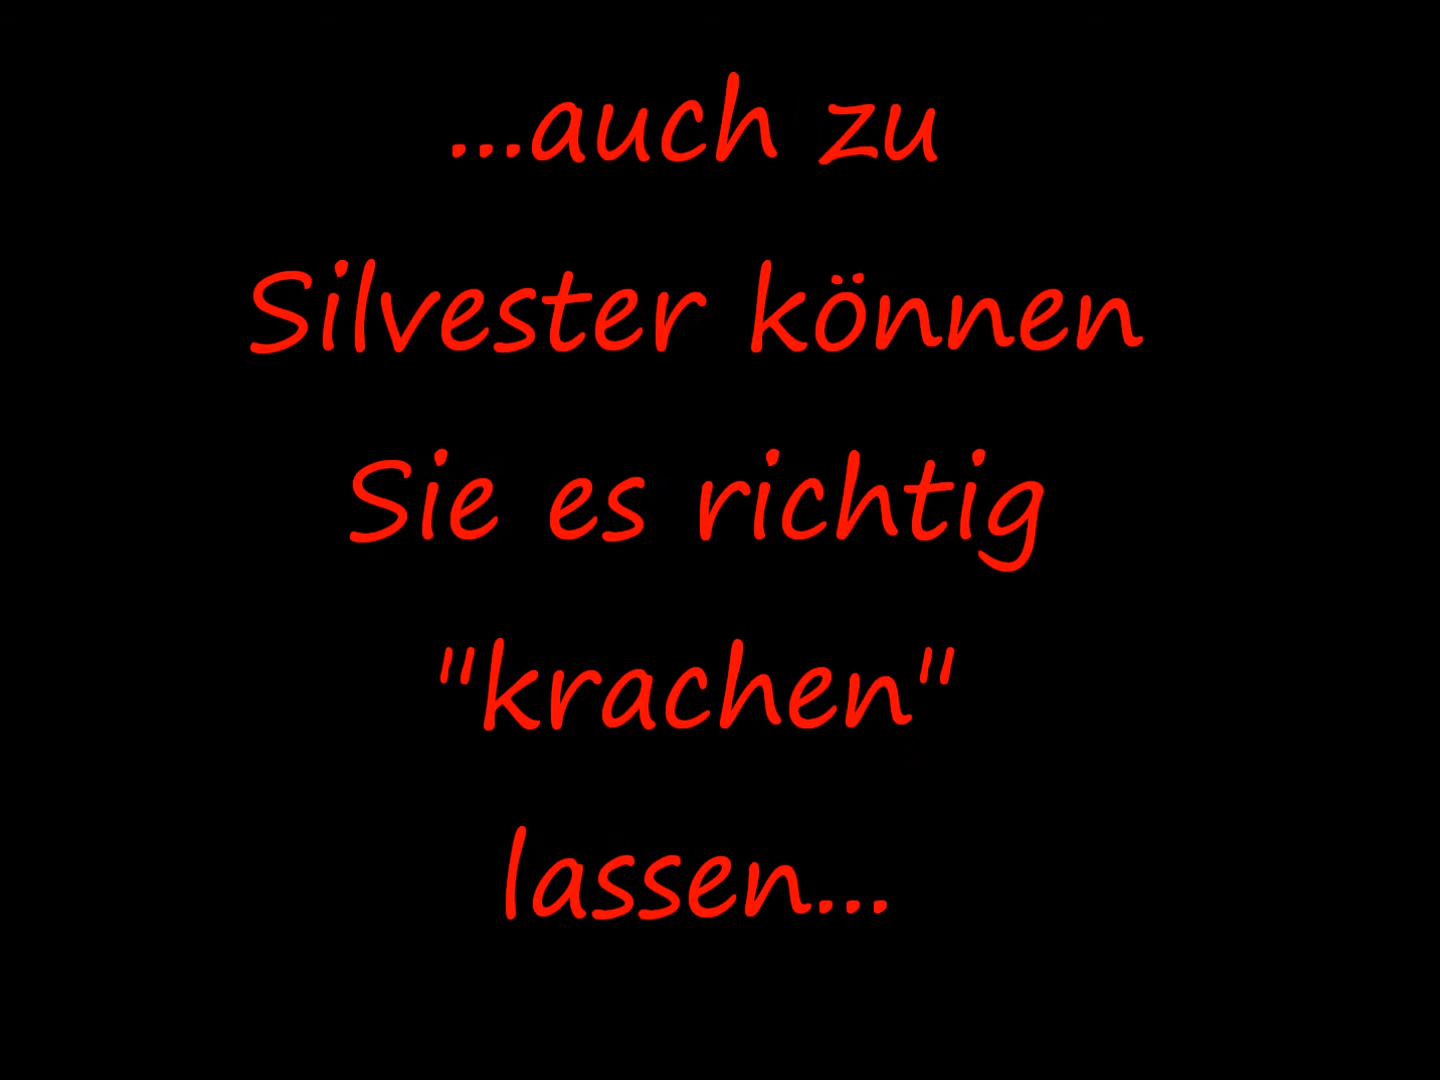 ...auch zu
Silvester können
Sie es richtig
"krachen"
lassen...